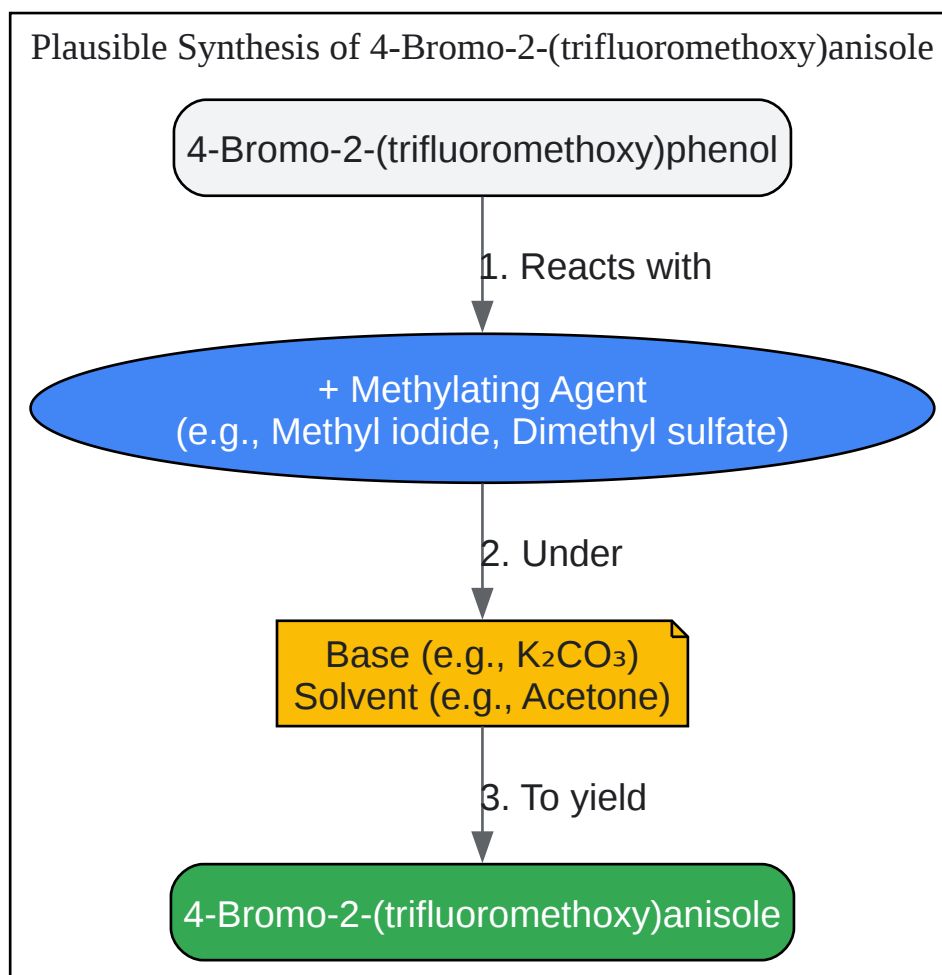 Plausible Synthesis of 4-Bromo-2-(trifluoromethoxy)anisole
4-Bromo-2-(trifluoromethoxy)phenol
1. Reacts with
+ Methylating Agent
(e.g., Methyl iodide, Dimethyl sulfate)
2. Under
Base (e.g., K₂CO₃)
Solvent (e.g., Acetone)
3. To yield
4-Bromo-2-(trifluoromethoxy)anisole